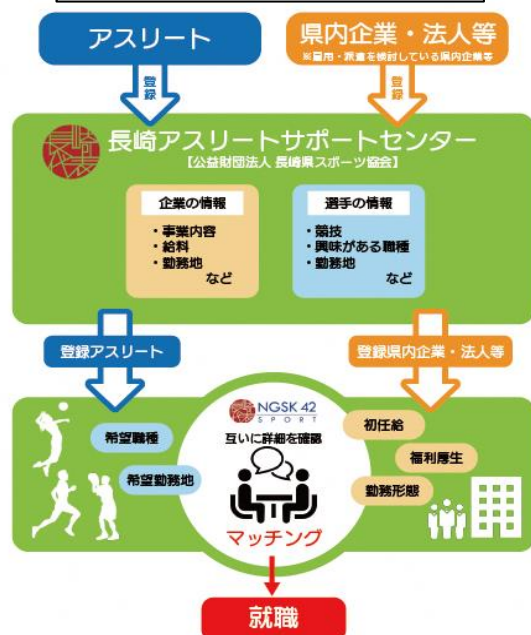 アスリート
県内企業・法人等
※雇用・派遣を検討している県内企業等
登録
登録
長崎アスリートサポートセンター
【公益財団法人 長崎県スポーツ協会】
企業の情報
・事業内容
・給料
・勤務地
など
選手の情報
・競技
・興味がある職種
・勤務地
など
登録アスリート
登録県内企業・法人等
NGSK 42
SPORT
互いに詳細を確認
希望職種
希望勤務地
初任給
福利厚生
勤務形態
マッチング
就職